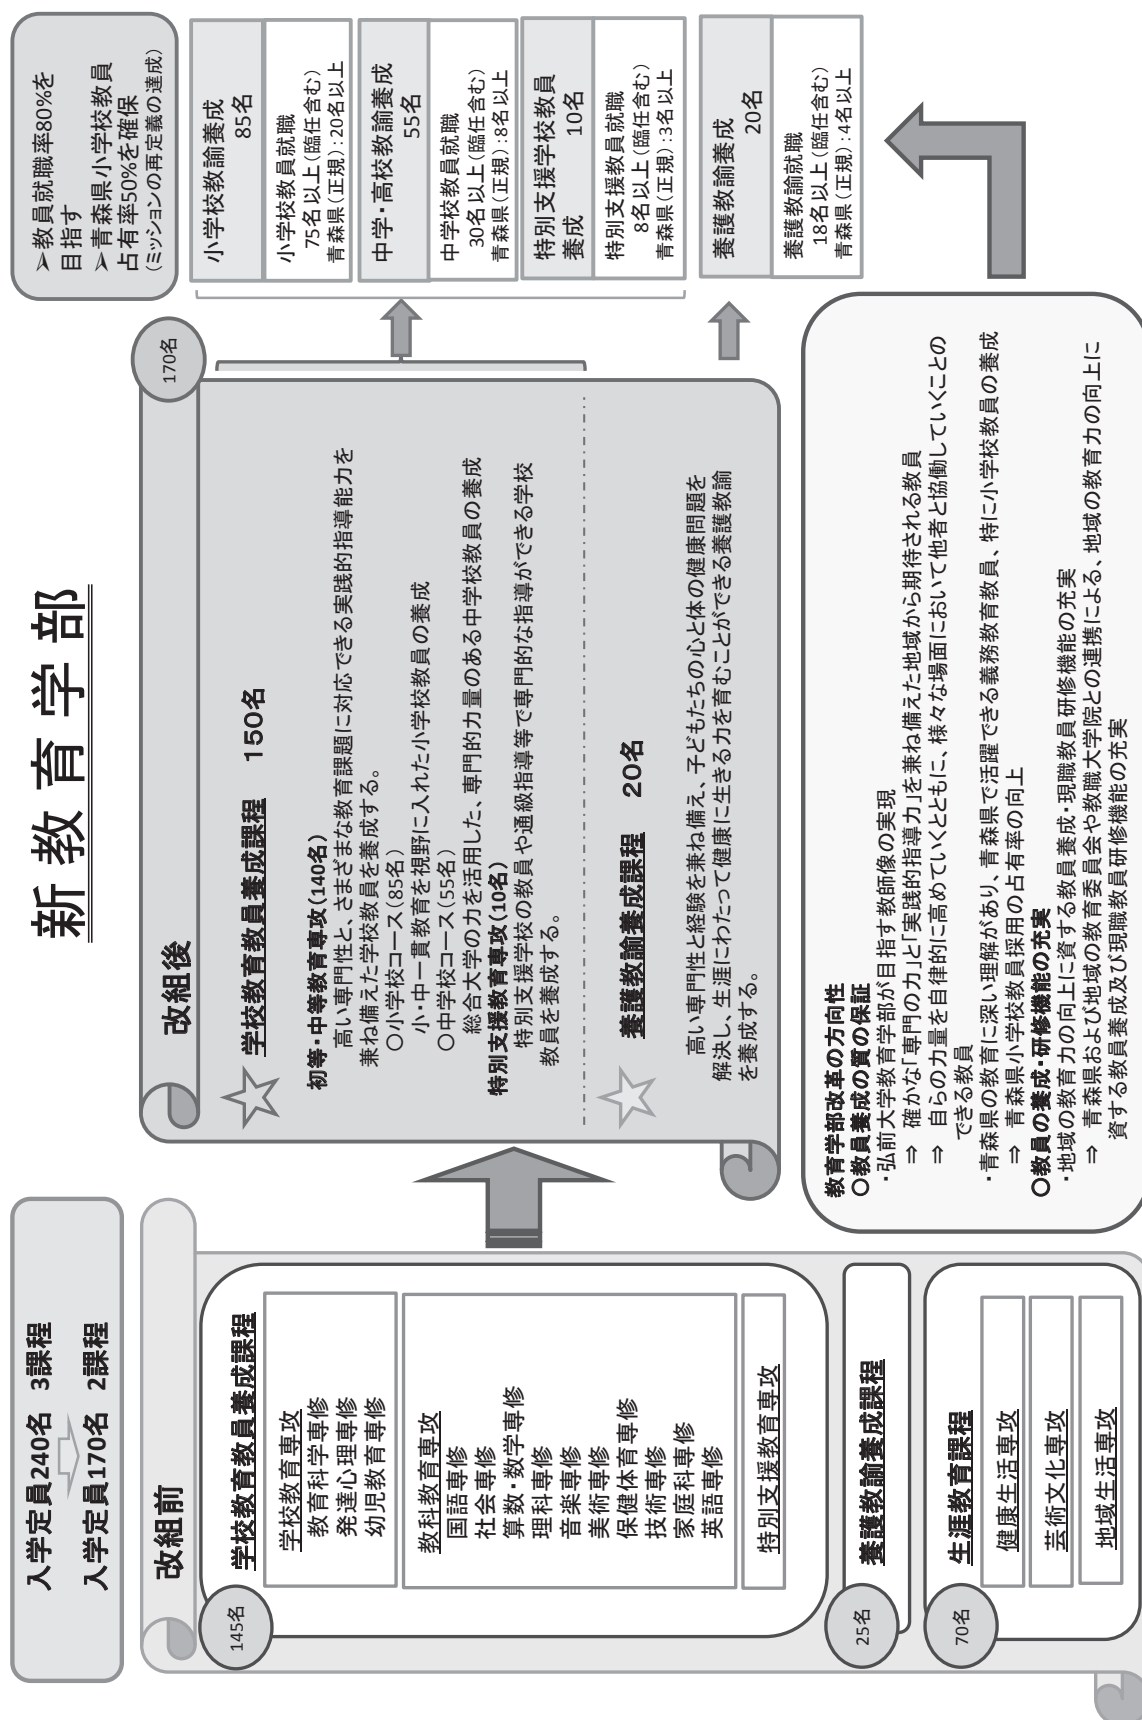 新教育学部
入学定員240名 3課程
入学定員170名 2課程
改組前
145名
学校教育教員養成課程
学校教育専攻
教育科学専修
発達心理専修
幼児教育専修
教科教育専攻
国語専修
社会専修
算数・数学専修
理科専修
音楽専修
美術専修
保健体育専修
技術専修
家庭科専修
英語専修
特別支援教育専攻
25名
養護教諭養成課程
70名
生涯教育課程
健康生活専攻
芸術文化専攻
地域生活専攻
改組後
170名
学校教育教員養成課程 150名
初等・中等教育専攻(140名)
高い専門性と、さまざまな教育課題に対応できる実践的指導能力を
兼ね備えた学校教員を養成する。
○小学校コース(85名)
小・中一貫教育を視野に入れた小学校教員の養成
○中学校コース(55名)
総合大学の力を活用した、専門的力量のある中学校教員の養成
特別支援教育専攻(10名)
特別支援学校の教員や通級指導等で専門的な指導ができる学校
教員を養成する。
養護教諭養成課程 20名
高い専門性と経験を兼ね備え、子どもたちの心と体の健康問題を
解決し、生涯にわたって健康に生きる力を育むことができる養護教諭
を養成する。
➢教員就職率80%を
目指す
➢青森県小学校教員
占有率50%を確保
(ミッションの再定義の達成)
小学校教諭養成
85名
小学校教員就職
75名以上(臨任含む)
青森県(正規):20名以上
中学・高校教諭養成
55名
中学校教員就職
30名以上(臨任含む)
青森県(正規):8名以上
特別支援学校教員
養成 10名
特別支援教員就職
8名以上(臨任含む)
青森県(正規):3名以上
養護教諭養成
20名
養護教諭就職
18名以上(臨任含む)
青森県(正規):4名以上
教育学部改革の方向性
○教員養成の質の保証
・弘前大学教育学部が目指す教師像の実現
⇒ 確かな「専門の力」と「実践的指導力」を兼ね備えた地域から期待される教員
⇒ 自らの力量を自律的に高めていくとともに、様々な場面において他者と協働していくことの
できる教員
・青森県の教育に深い理解があり、青森県で活躍できる義務教育教員、特に小学校教員の養成
⇒ 青森県小学校教員採用の占有率の向上
○教員の養成・研修機能の充実
・地域の教育力の向上に資する教員養成・現職教員研修機能の充実
⇒ 青森県および地域の教育委員会や教職大学院との連携による、地域の教育力の向上に
資する教員養成及び現職教員研修機能の充実